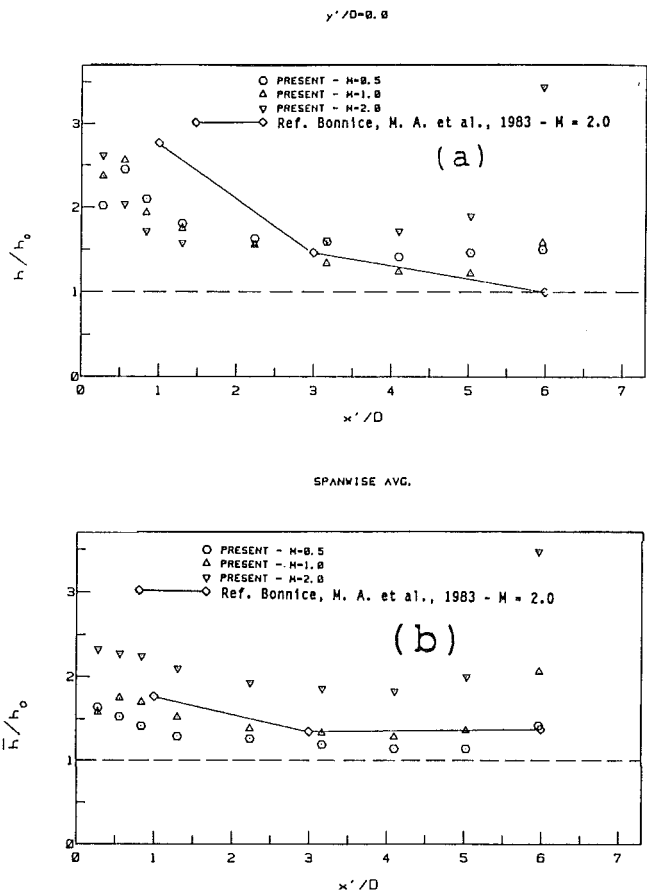 y'/D=0.0
PRESENT - M=0.5
PRESENT - M=1.0
PRESENT - M=2.0
Ref. Bonnice, M. A. et al., 1983 - M = 2.0
(a)
3
2
1
0
h/h₀
0 1 2 3 4 5 6 7
x'/D
SPANWISE AVG.
PRESENT - M=0.5
PRESENT - M=1.0
PRESENT - M=2.0
Ref. Bonnice, M. A. et al., 1983 - M = 2.0
(b)
3
2
1
0
h̅/h₀
0 1 2 3 4 5 6 7
x'/D